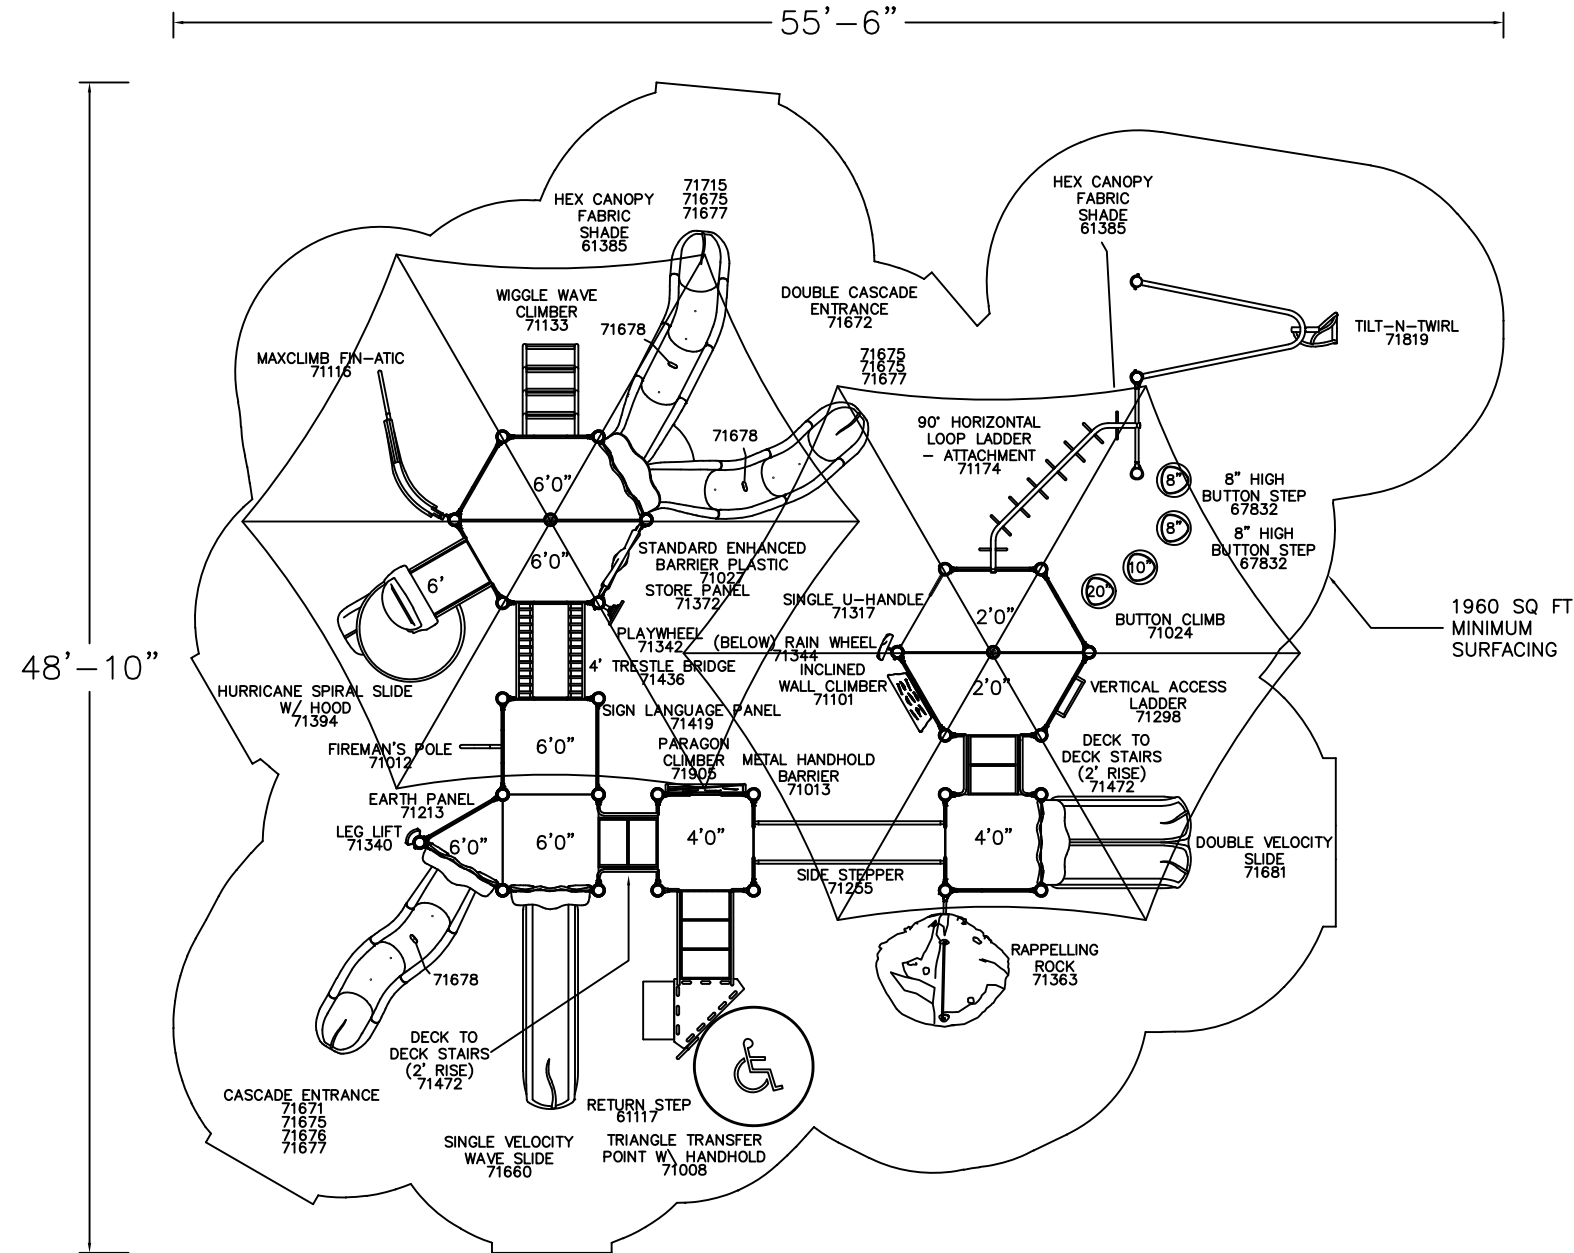 55'-6"
48'-10"
HEX CANOPY
FABRIC
SHADE
61385
71715
71675
71677
HEX CANOPY
FABRIC
SHADE
61385
WIGGLE WAVE
CLIMBER
71133
71678
DOUBLE CASCADE
ENTRANCE
71672
71675
71675
71677
TILT-N-TWIRL
71819
MAXCLIMB FIN-ATIC
71116
71678
90° HORIZONTAL
LOOP LADDER
- ATTACHMENT
71174
8"
8" HIGH
BUTTON STEP
67832
8"
8" HIGH
BUTTON STEP
67832
10"
20"
BUTTON CLIMB
71024
6'0"
6'0"
6'
STANDARD ENHANCED
BARRIER PLASTIC
71027
STORE PANEL
71372
PLAYWHEEL
71342
4' TRESTLE BRIDGE
71436
SINGLE U-HANDLE
71317
(BELOW) RAIN WHEEL
71344
INCLINED
WALL CLIMBER
71101
2'0"
2'0"
1960 SQ FT
MINIMUM
SURFACING
HURRICANE SPIRAL SLIDE
W/ HOOD
71394
SIGN LANGUAGE PANEL
71419
VERTICAL ACCESS
LADDER
71298
FIREMAN'S POLE
71012
6'0"
PARAGON
CLIMBER
71905
METAL HANDHOLD
BARRIER
71013
DECK TO
DECK STAIRS
(2' RISE)
71472
EARTH PANEL
71213
LEG LIFT
71340
6'0"
6'0"
4'0"
4'0"
DOUBLE VELOCITY
SLIDE
71681
SIDE STEPPER
71255
RAPPELLING
ROCK
71363
71678
DECK TO
DECK STAIRS
(2' RISE)
71472
CASCADE ENTRANCE
71671
71675
71676
71677
RETURN STEP
61117
SINGLE VELOCITY
WAVE SLIDE
71660
TRIANGLE TRANSFER
POINT W\ HANDHOLD
71008